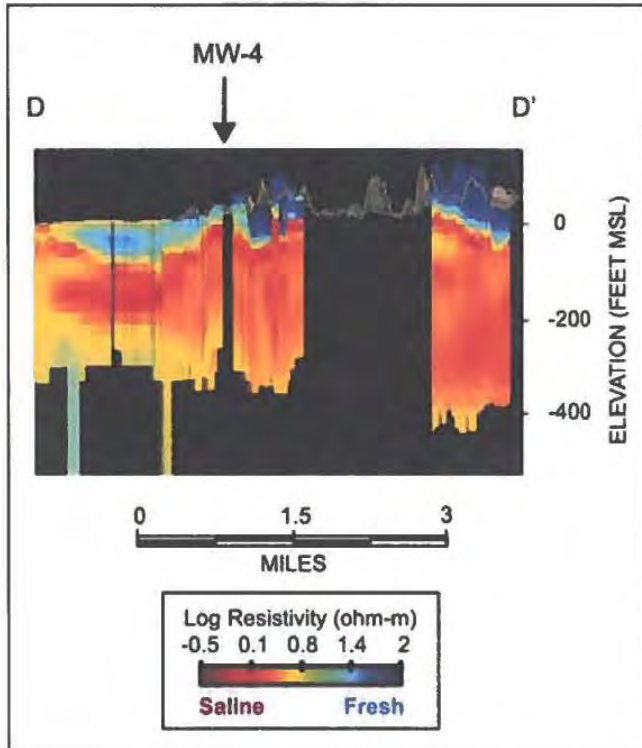 MW-4
D D'
0
-200
-400
ELEVATION (FEET MSL)
0 1.5 3
MILES
Log Resistivity (ohm-m)
-0.5 0.1 0.8 1.4 2
Saline Fresh